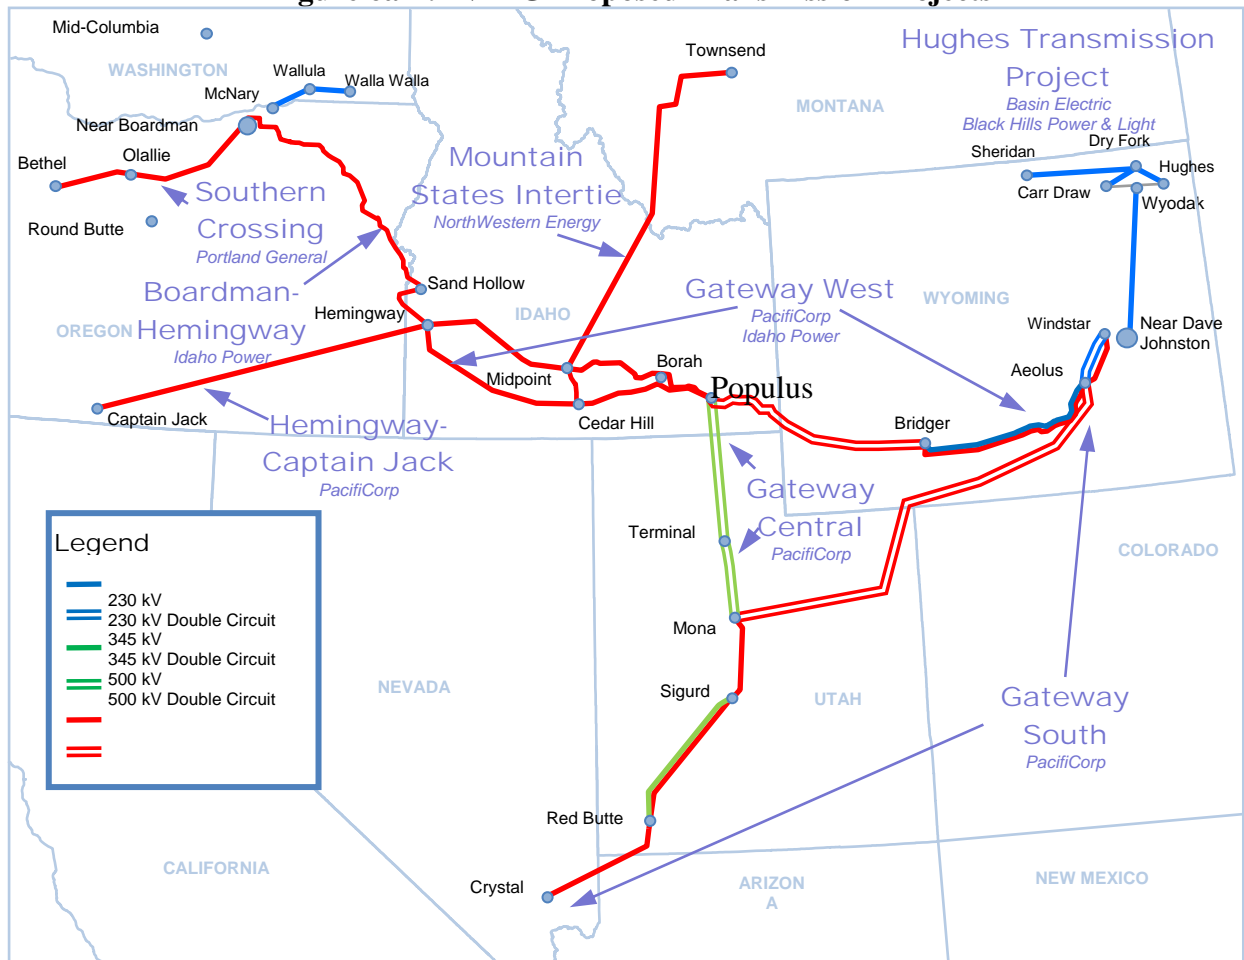 Proposed Transmission Projects
Mid-Columbia
WASHINGTON
Wallula
Walla Walla
McNary
Near Boardman
Bethel
Olallie
Round Butte
Southern
Crossing
Portland General
Boardman-
Hemingway
Idaho Power
OREGON
Hemingway
Sand Hollow
Captain Jack
Hemingway-
Captain Jack
PacifiCorp
Townsend
MONTANA
Mountain
States Intertie
NorthWestern Energy
IDAHO
Midpoint
Borah
Cedar Hill
Populus
Gateway West
PacifiCorp
Idaho Power
Hughes Transmission
Project
Basin Electric
Black Hills Power & Light
Sheridan
Dry Fork
Hughes
Carr Draw
Wyodak
WYOMING
Windstar
Near Dave
Johnston
Aeolus
Bridger
Gateway
Central
PacifiCorp
Terminal
Mona
Sigurd
Red Butte
Crystal
COLORADO
NEVADA
UTAH
Gateway
South
PacifiCorp
CALIFORNIA
ARIZON
A
NEW MEXICO
Legend
230 kV
230 kV Double Circuit
345 kV
345 kV Double Circuit
500 kV
500 kV Double Circuit